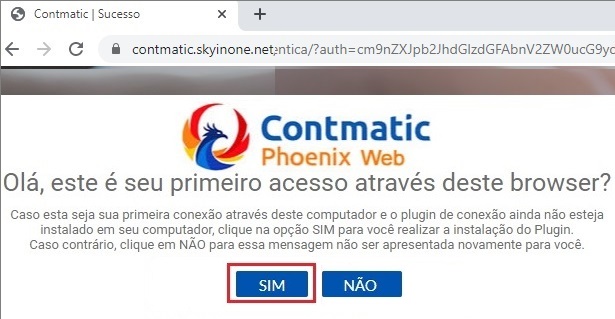 Contmatic | Sucesso
contmatic.skyinone.net/entica/?auth=cm9nZXJpb2JhdGlzdGFAbnV2ZW0ucG9yc
Contmatic
Phoenix Web
Olá, este é seu primeiro acesso através deste browser?
Caso esta seja sua primeira conexão através deste computador e o plugin de conexão ainda não esteja
instalado em seu computador, clique na opção SIM para você realizar a instalação do Plugin.
Caso contrário, clique em NÃO para essa mensagem não ser apresentada novamente para você.
SIM NÃO